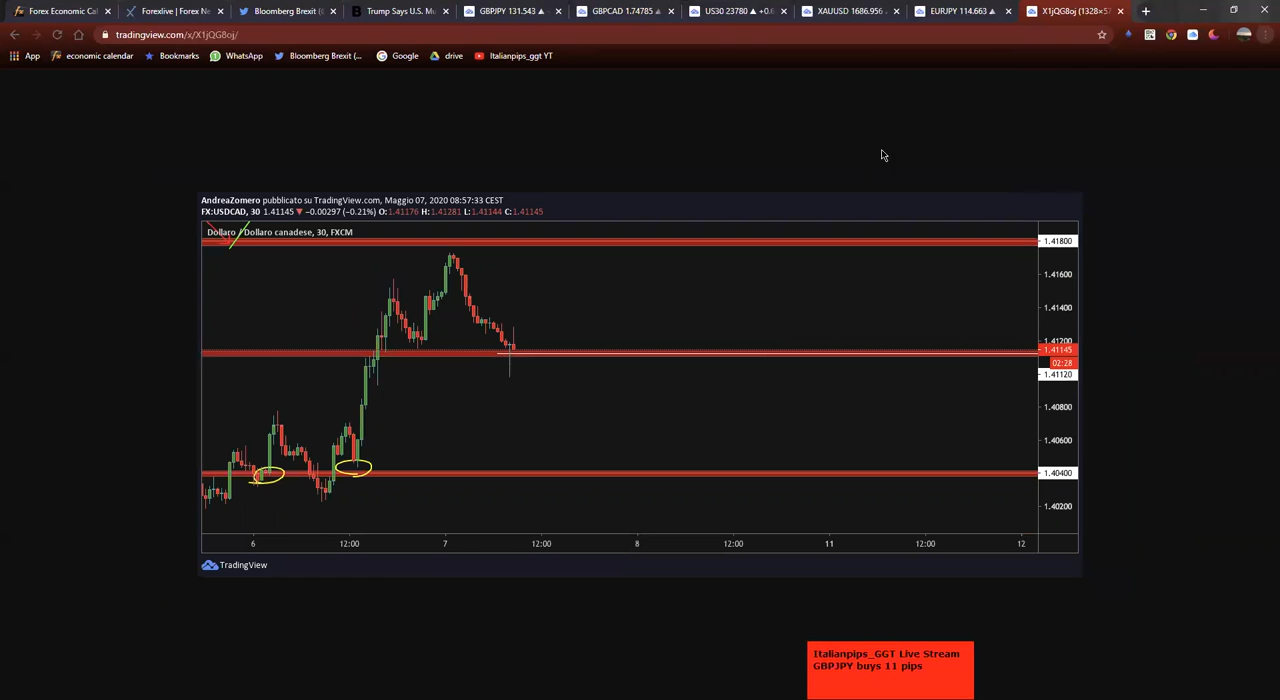 Forex Economic Cal
Forexlive | Forex Ne
Bloomberg Brexit (
Trump Says U.S. Mu
GBPJPY 131.543 ▲
GBPCAD 1.74785 ▲
US30 23780 ▲ +0.6
XAUUSD 1686.956
EURJPY 114.663 ▲
X1jQG8oj (1328×57
tradingview.com/x/X1jQG8oj/
App
economic calendar
Bookmarks
WhatsApp
Bloomberg Brexit (...
Google
drive
Italianpips_ggt YT
AndreaZomero pubblicato su TradingView.com, Maggio 07, 2020 08:57:33 CEST
FX:USDCAD, 30 1.41145 ▼ −0.00297 (−0.21%) O:1.41176 H:1.41281 L:1.41144 C:1.41145
Dollaro / Dollaro canadese, 30, FXCM
1.41800
1.41600
1.41400
1.41200
1.41145
02:28
1.41120
1.40800
1.40600
1.40400
1.40200
6
12:00
7
12:00
8
12:00
11
12:00
12
TradingView
Italianpips_GGT Live Stream
GBPJPY buys 11 pips